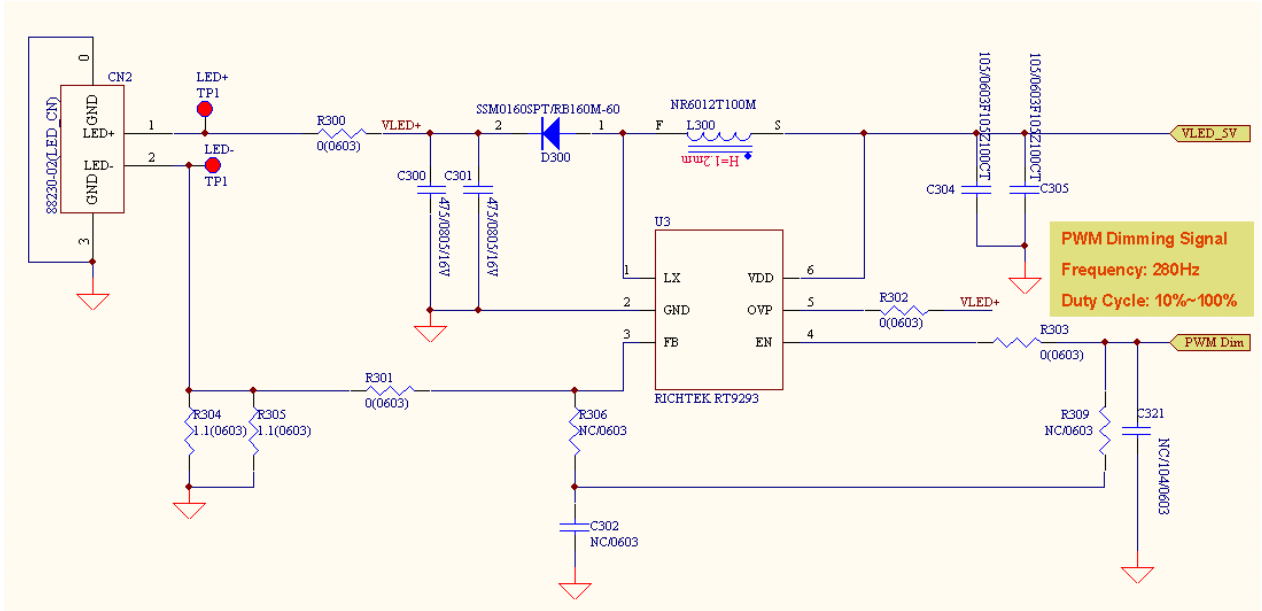 0
CN2
88230-02(LED_CN)
GND
LED+
LED-
GND
3
1
2
LED+
TP1
LED-
TP1
R300
0(0603)
VLED+
SSM0160SPT/RB160M-60
2
1
D300
C300
475/0805/16V
C301
475/0805/16V
NR6012T100M
F
L300
S
H=1.2mm
105/0603F105Z100CT
105/0603F105Z100CT
C304
C305
VLED_5V
U3
1
LX
VDD
6
2
GND
OVP
5
3
FB
EN
4
RICHTEK RT9293
R302
0(0603)
VLED+
R303
0(0603)
PWM Dim
PWM Dimming Signal
Frequency: 280Hz
Duty Cycle: 10%~100%
R301
0(0603)
R304
1.1(0603)
R305
1.1(0603)
R306
NC/0603
R309
NC/0603
C321
NC/104/0603
C302
NC/0603